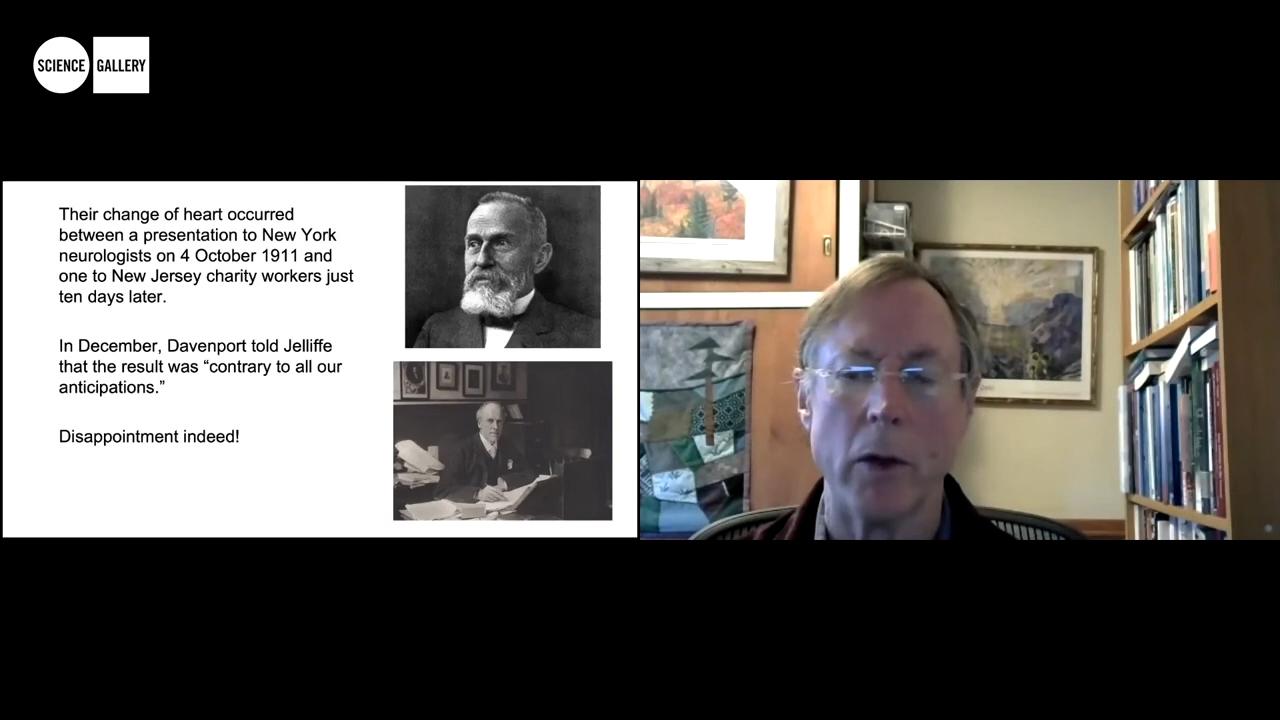 SCIENCE GALLERY
Their change of heart occurred
between a presentation to New York
neurologists on 4 October 1911 and
one to New Jersey charity workers just
ten days later.
In December, Davenport told Jelliffe
that the result was “contrary to all our
anticipations.”
Disappointment indeed!